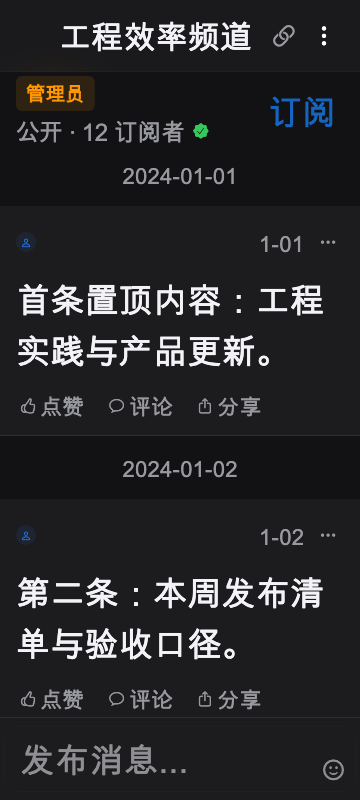 工程效率频道
管理员
公开 · 12 订阅者
订阅
2024-01-01
1-01
首条置顶内容：工程
实践与产品更新。
点赞 评论 分享
2024-01-02
1-02
第二条：本周发布清
单与验收口径。
点赞 评论 分享
发布消息...